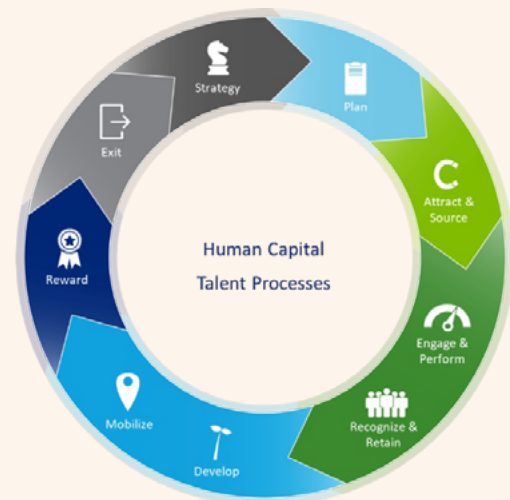 Strategy
Plan
Attract &
Source
Engage &
Perform
Recognize &
Retain
Develop
Mobilize
Reward
Exit
Human Capital
Talent Processes